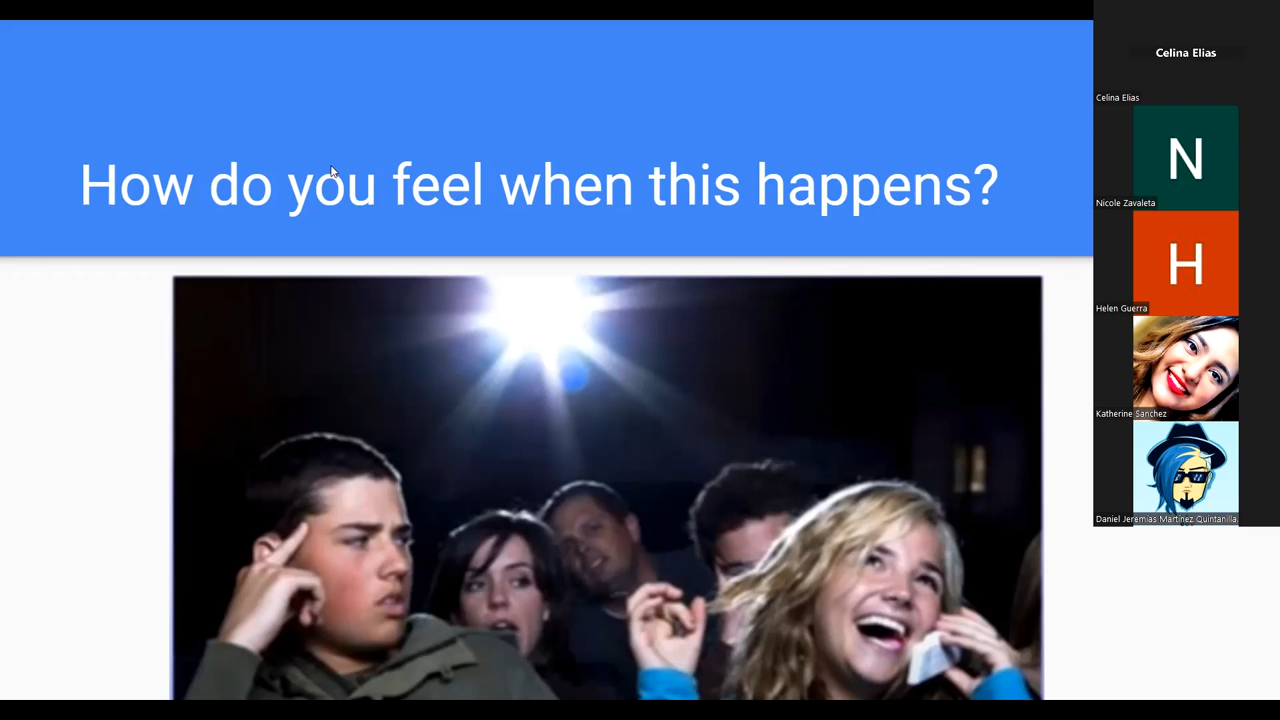 How do you feel when this happens?
Celina Elias
Celina Elias
N
Nicole Zavaleta
H
Helen Guerra
Katherine Sanchez
Daniel Jeremias Martinez Quintanilla